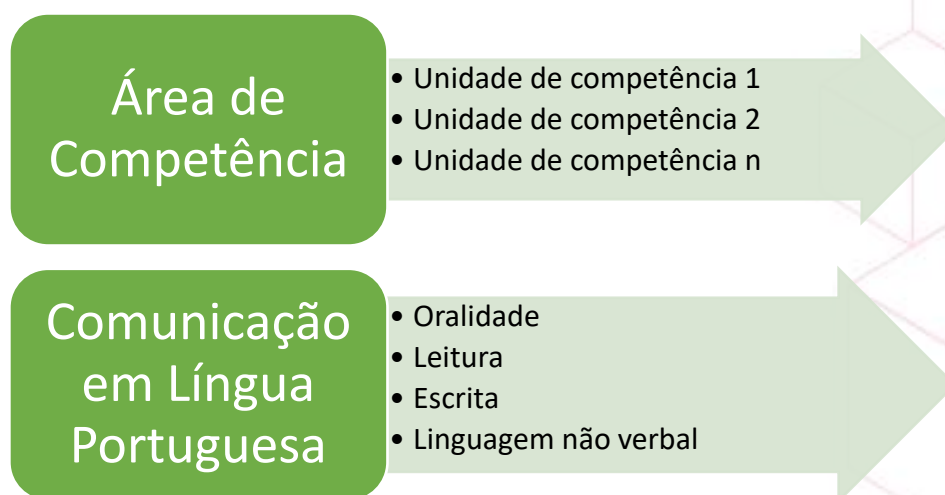 Área de
Competência
• Unidade de competência 1
• Unidade de competência 2
• Unidade de competência n
Comunicação
em Língua
Portuguesa
• Oralidade
• Leitura
• Escrita
• Linguagem não verbal